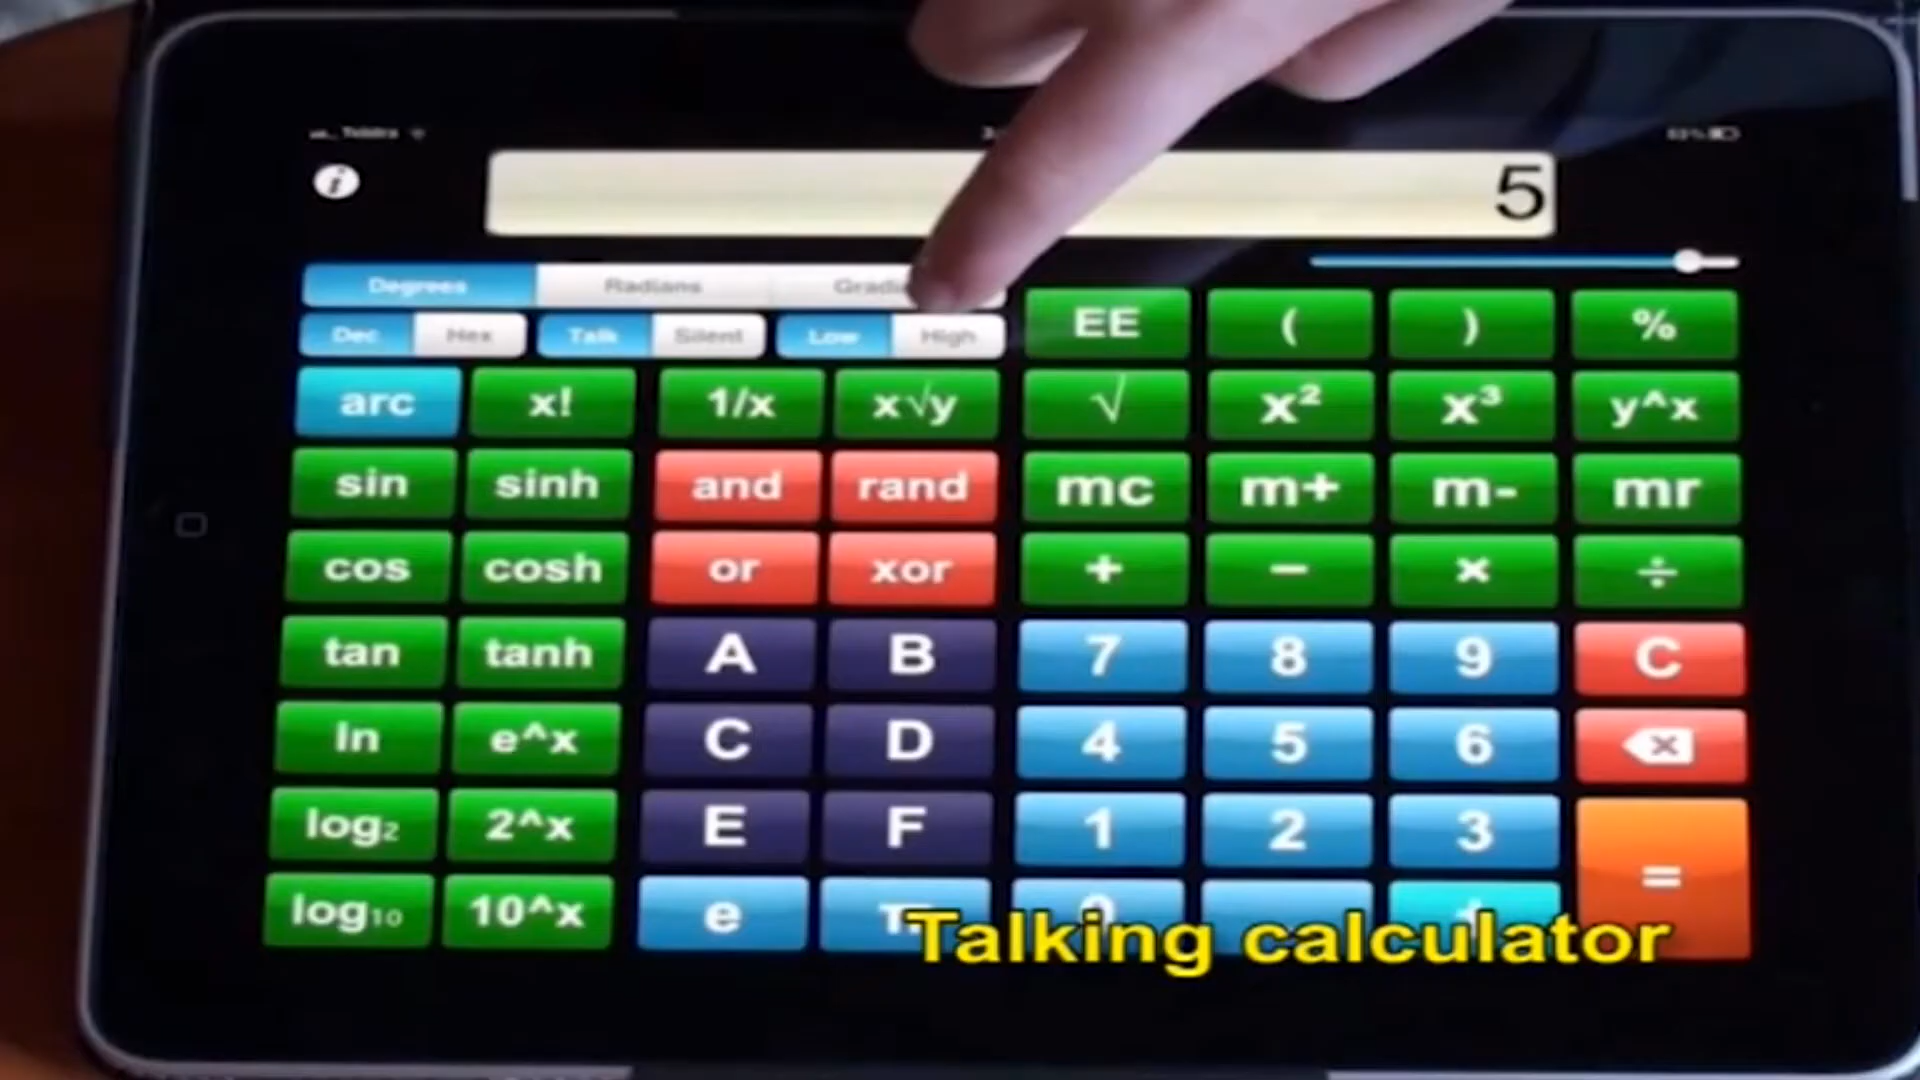 Telstra
5
Degrees Radians
Dec Hex Talk Silent Low High EE ( ) %
arc x! 1/x x√y √ x² x³ y^x
sin sinh and rand mc m+ m- mr
cos cosh or xor + − × ÷
tan tanh A B 7 8 9 C
ln e^x C D 4 5 6
log₂ 2^x E F 1 2 3 =
log₁₀ 10^x e π 0
Talking calculator